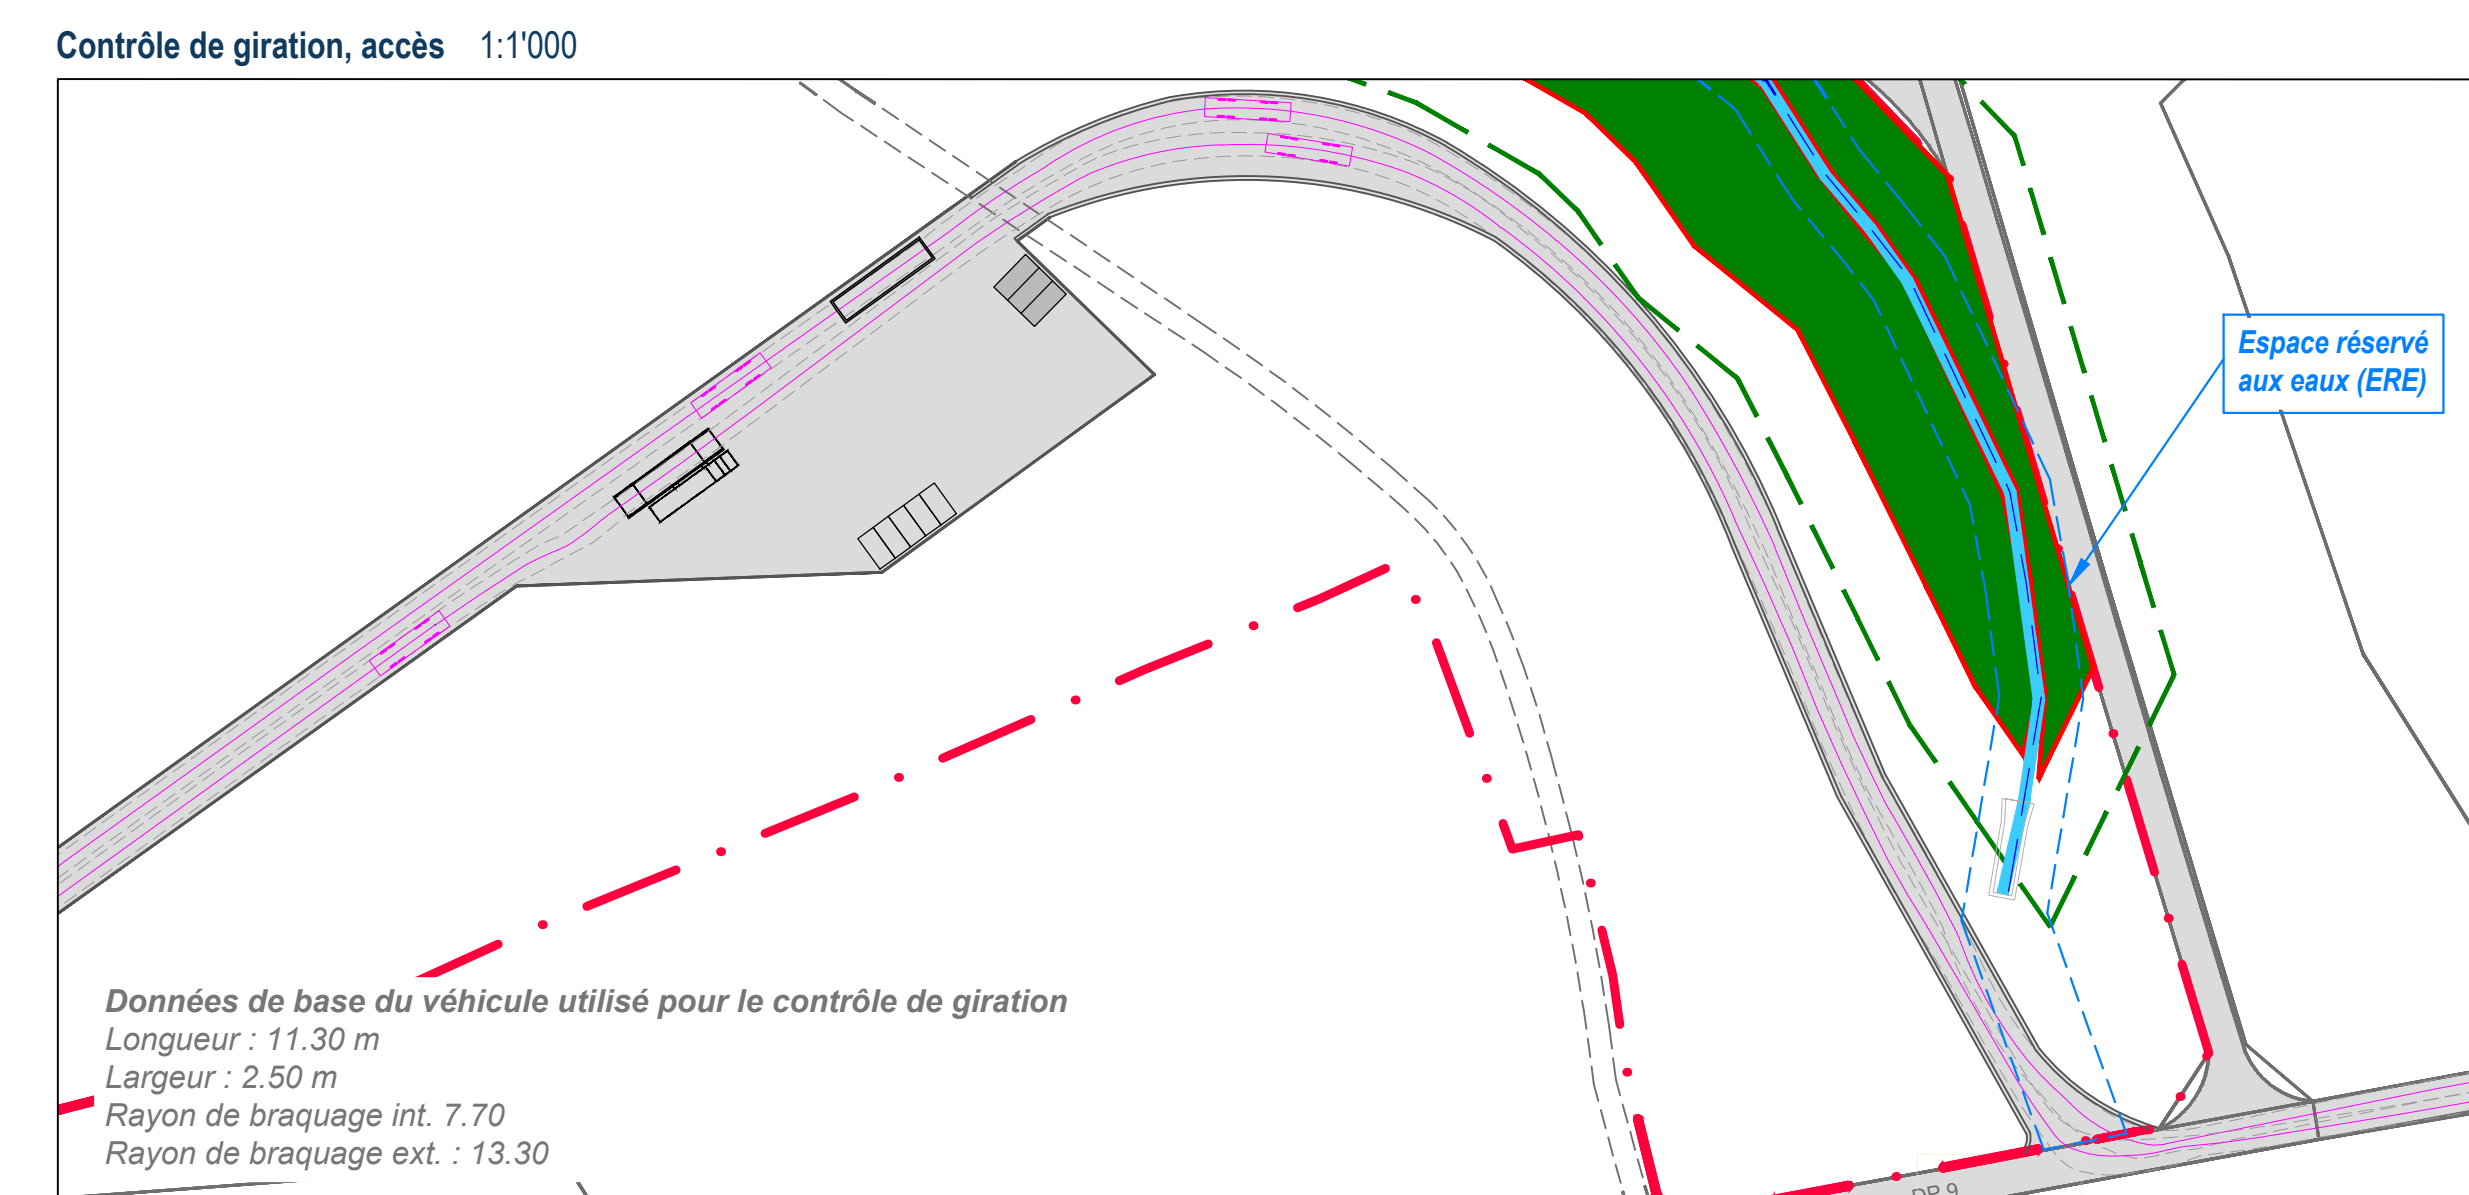 Contrôle de giration, accès 1:1'000
Espace réservé
aux eaux (ERE)
Données de base du véhicule utilisé pour le contrôle de giration
Longueur : 11.30 m
Largeur : 2.50 m
Rayon de braquage int. 7.70
Rayon de braquage ext. : 13.30
DP 9